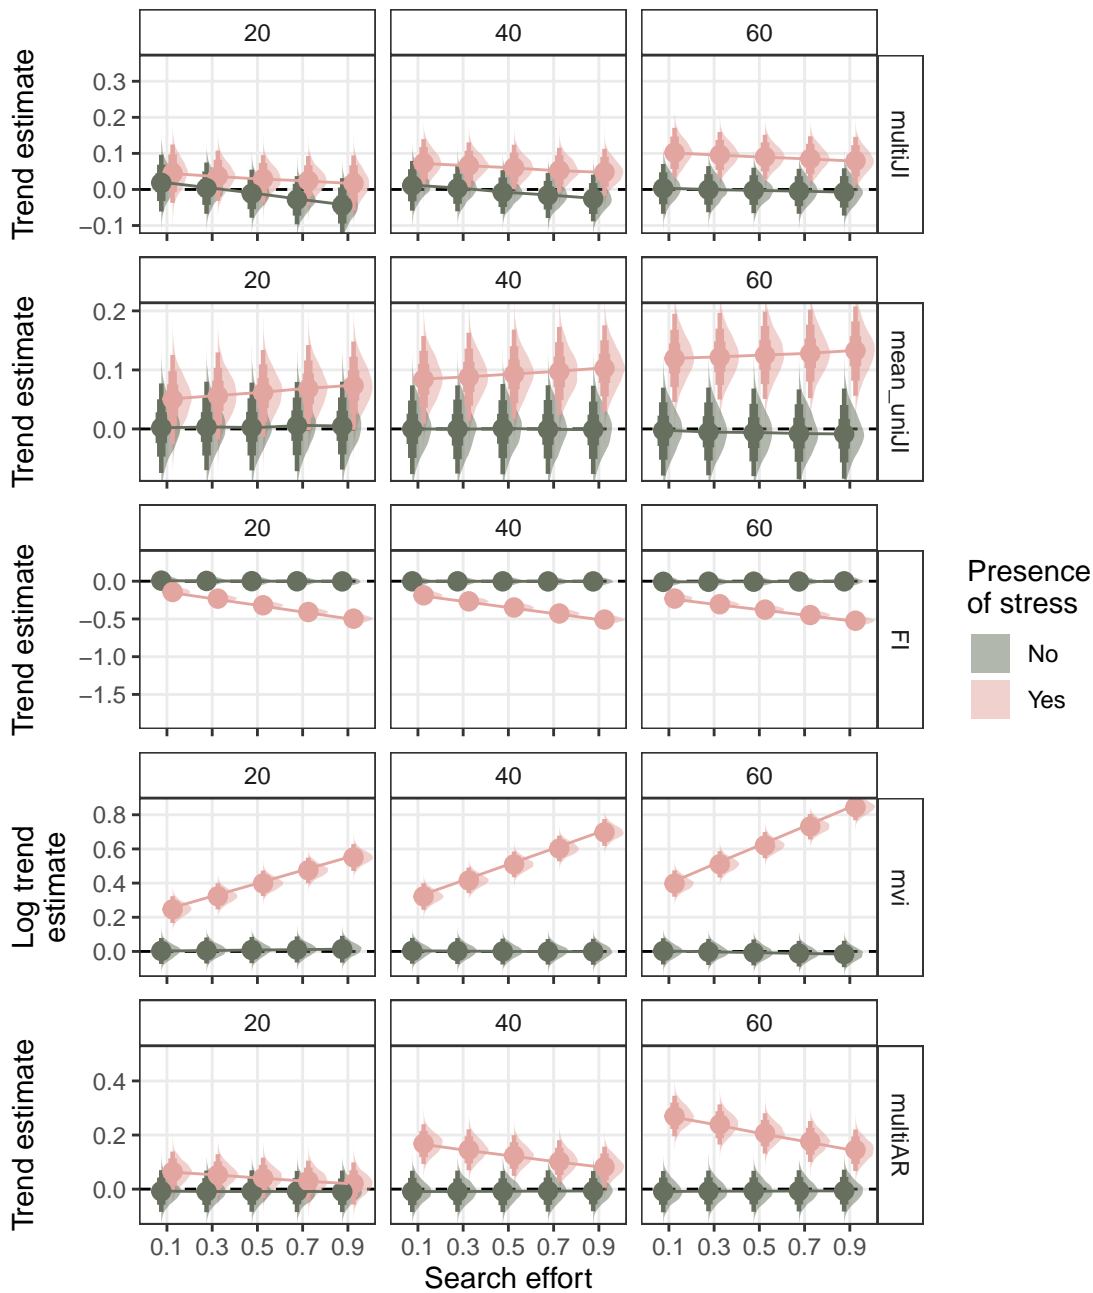 20 40 60
Trend estimate
0.3
0.2
0.1
0.0
−0.1
multiJI
20 40 60
Trend estimate
0.2
0.1
0.0
mean_uniJI
20 40 60
Trend estimate
0.0
−0.5
−1.0
−1.5
FI
Presence
of stress
No
Yes
20 40 60
Log trend
estimate
0.8
0.6
0.4
0.2
0.0
mvi
20 40 60
Trend estimate
0.4
0.2
0.0
multiAR
0.1 0.3 0.5 0.7 0.9 0.1 0.3 0.5 0.7 0.9 0.1 0.3 0.5 0.7 0.9
Search effort